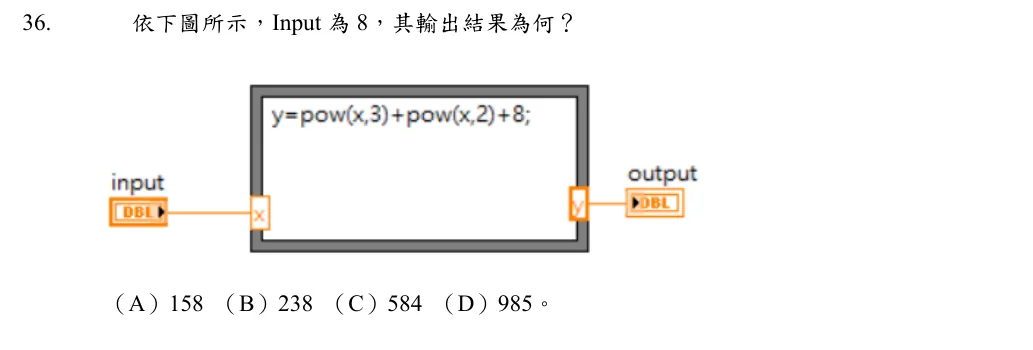 36. 依下圖所示，Input 為 8，其輸出結果為何？
y=pow(x,3)+pow(x,2)+8;
input
output
DBL
x
y
DBL
（A）158 （B）238 （C）584 （D）985。